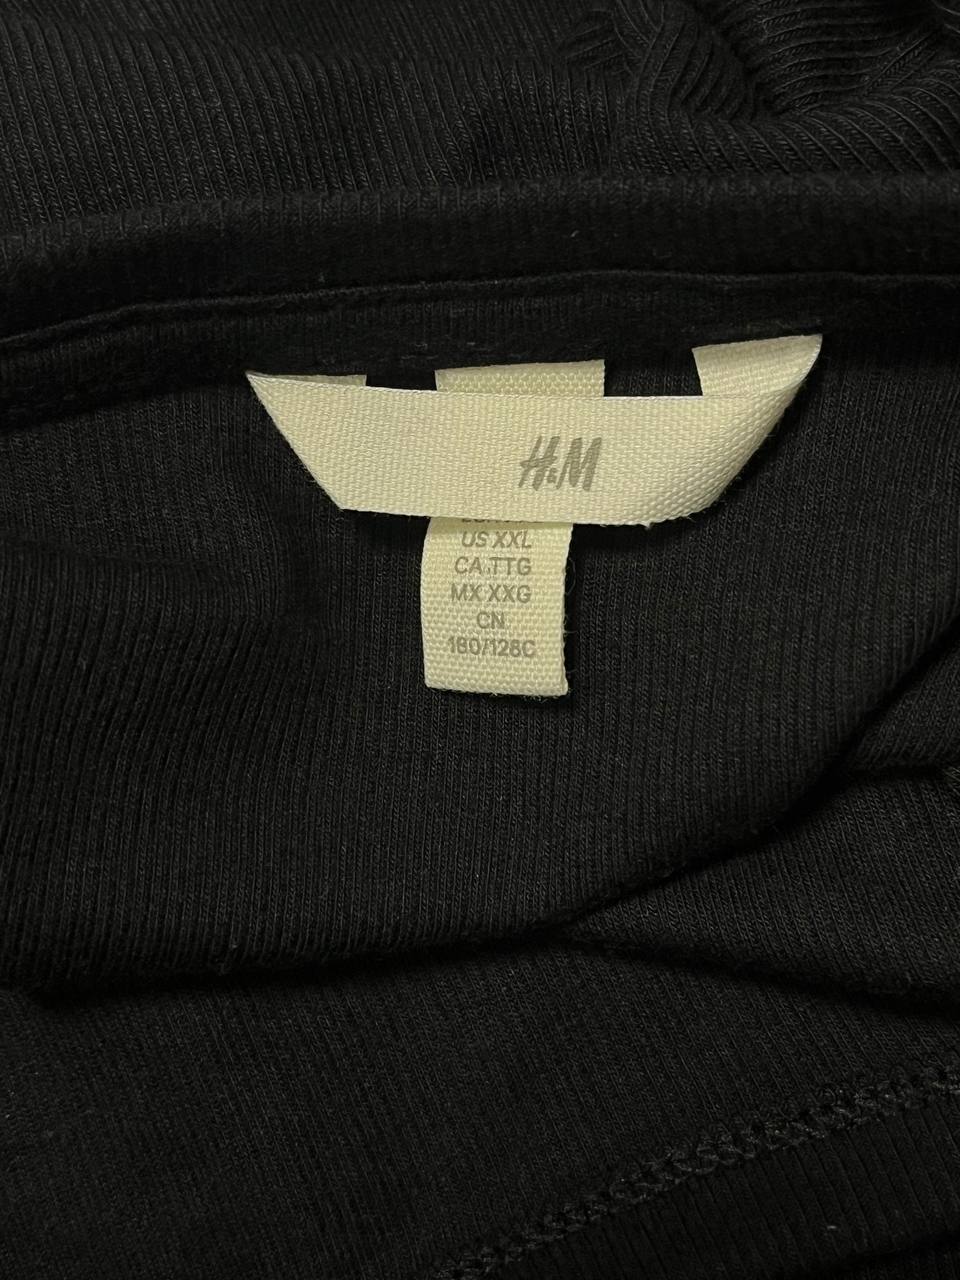 H&M
US XXL
CA TTG
MX XXG
CN
180/128C